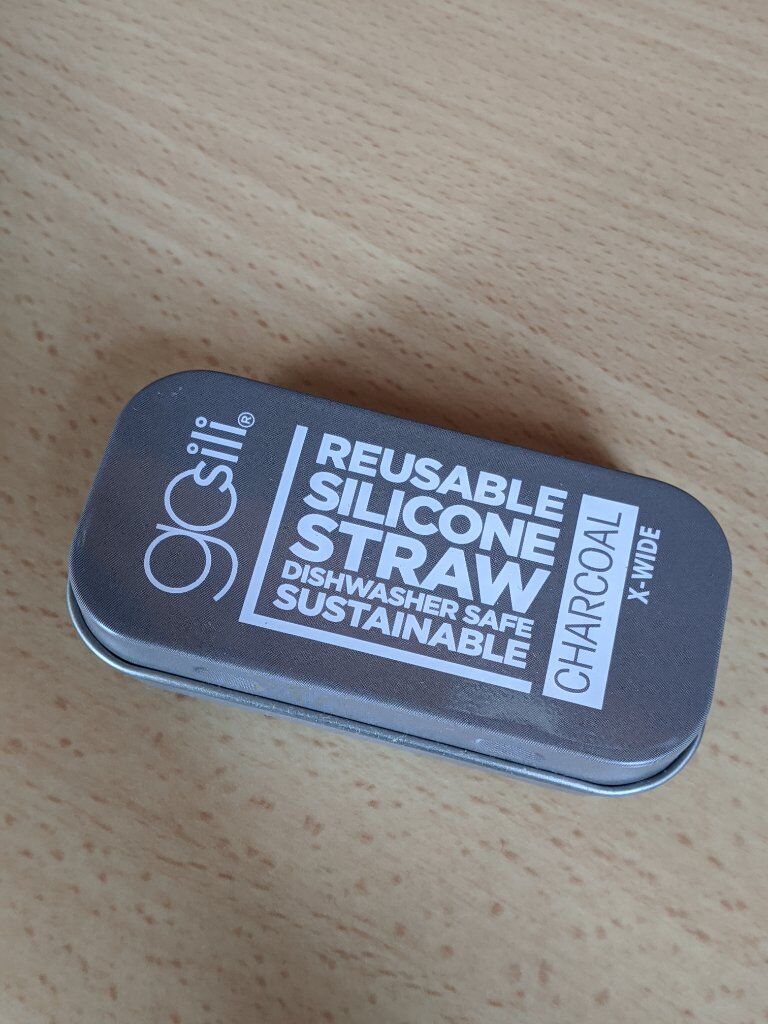 gosili®
REUSABLE
SILICONE
STRAW
DISHWASHER SAFE
SUSTAINABLE
CHARCOAL
X-WIDE